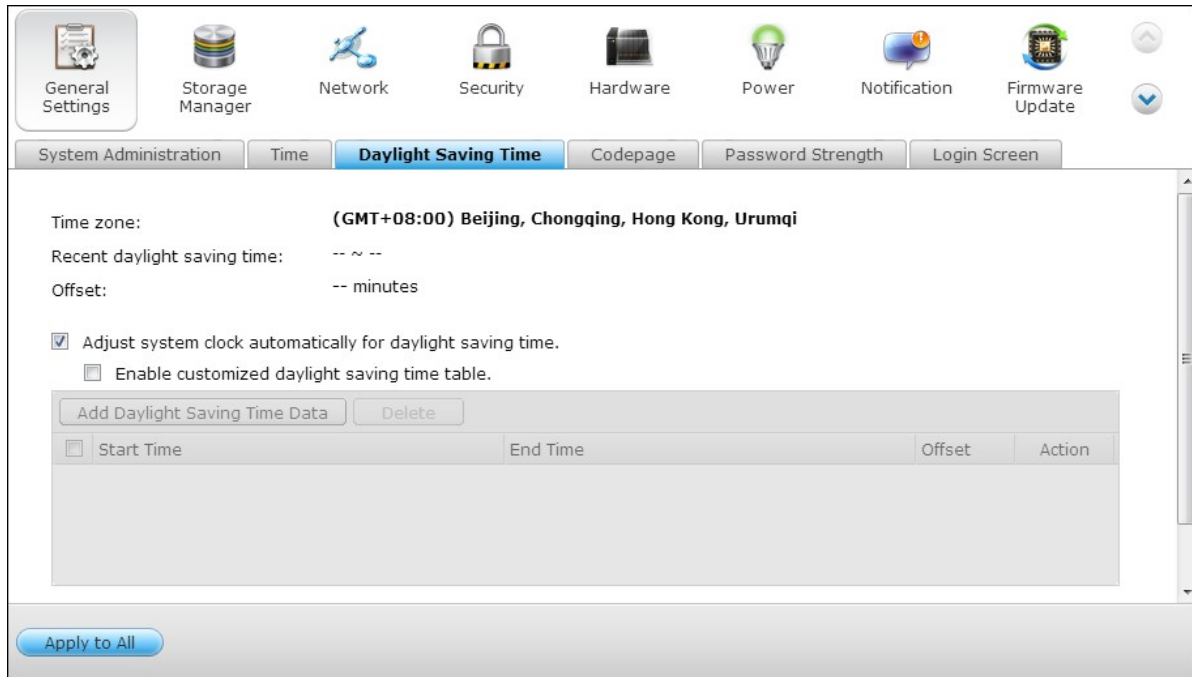 General Settings
Storage Manager
Network
Security
Hardware
Power
Notification
Firmware Update
System Administration
Time
Daylight Saving Time
Codepage
Password Strength
Login Screen
Time zone: (GMT+08:00) Beijing, Chongqing, Hong Kong, Urumqi
Recent daylight saving time: -- ~ --
Offset: -- minutes
Adjust system clock automatically for daylight saving time.
Enable customized daylight saving time table.
Add Daylight Saving Time Data
Delete
Start Time
End Time
Offset
Action
Apply to All